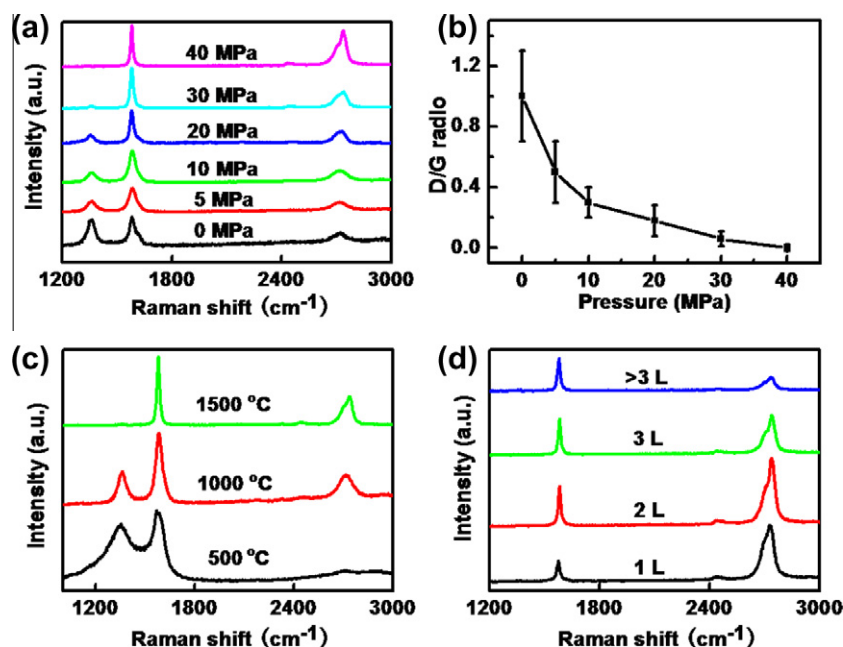 (a)
40 MPa
30 MPa
20 MPa
10 MPa
5 MPa
0 MPa
Intensity (a.u.)
1200 1800 2400 3000
Raman shift (cm-1)
(b)
D/G radio
1.2
0.8
0.4
0.0
0 10 20 30 40
Pressure (MPa)
(c)
1500 °C
1000 °C
500 °C
Intensity (a.u.)
1200 1800 2400 3000
Raman shift (cm-1)
(d)
>3 L
3 L
2 L
1 L
Intensity (a.u.)
1200 1800 2400 3000
Raman shift (cm-1)